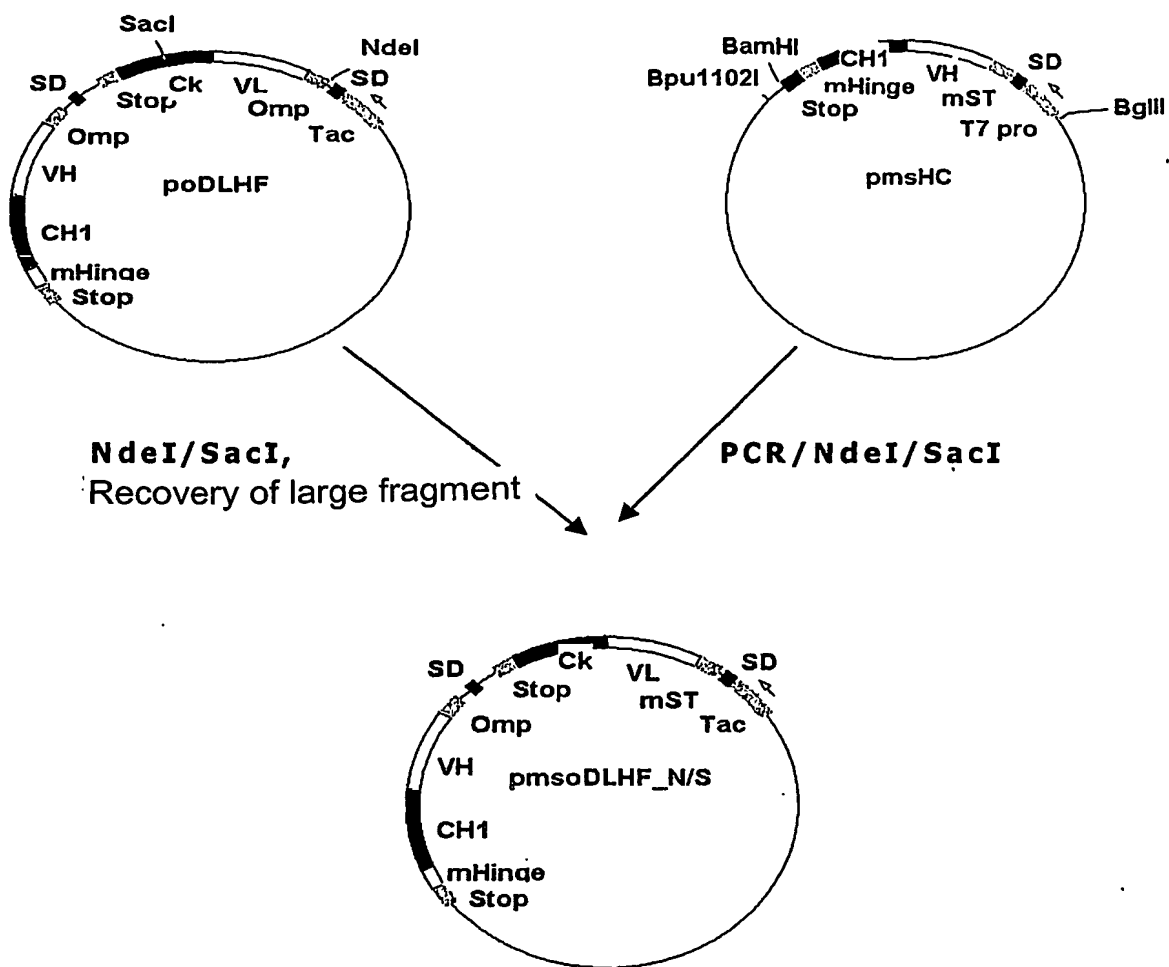 SacI
NdeI
SD
Stop
Ck
VL
Omp
SD
Tac
Omp
VH
poDLHF
CH1
mHinge
Stop
BamHI
Bpu1102I
CH1
mHinge
Stop
VH
mST
SD
T7 pro
BglII
pmsHC
NdeI/SacI,
Recovery of large fragment
PCR/NdeI/SacI
SD
Stop
Ck
VL
mST
SD
Tac
Omp
VH
pmsoDLHF_N/S
CH1
mHinge
Stop